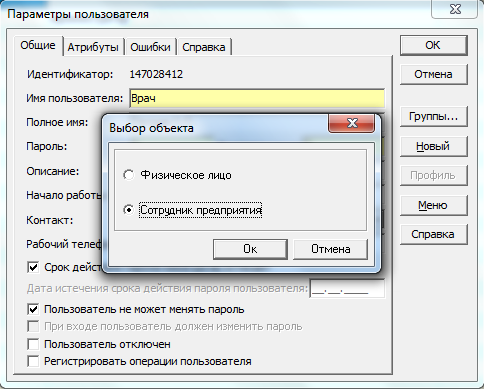 Параметры пользователя
Общие Атрибуты Ошибки Справка
ОК
Идентификатор: 147028412
Отмена
Имя пользователя: Врач
Полное имя:
Группы...
Выбор объекта
Пароль:
Новый
Описание:
Физическое лицо
Профиль
Начало работы
Сотрудник предприятия
Меню
Контакт:
Справка
Рабочий телеф
Ок Отмена
Срок действ
Дата истечения срока действия пароля пользователя: __.__.____
Пользователь не может менять пароль
При входе пользователь должен изменить пароль
Пользователь отключен
Регистрировать операции пользователя